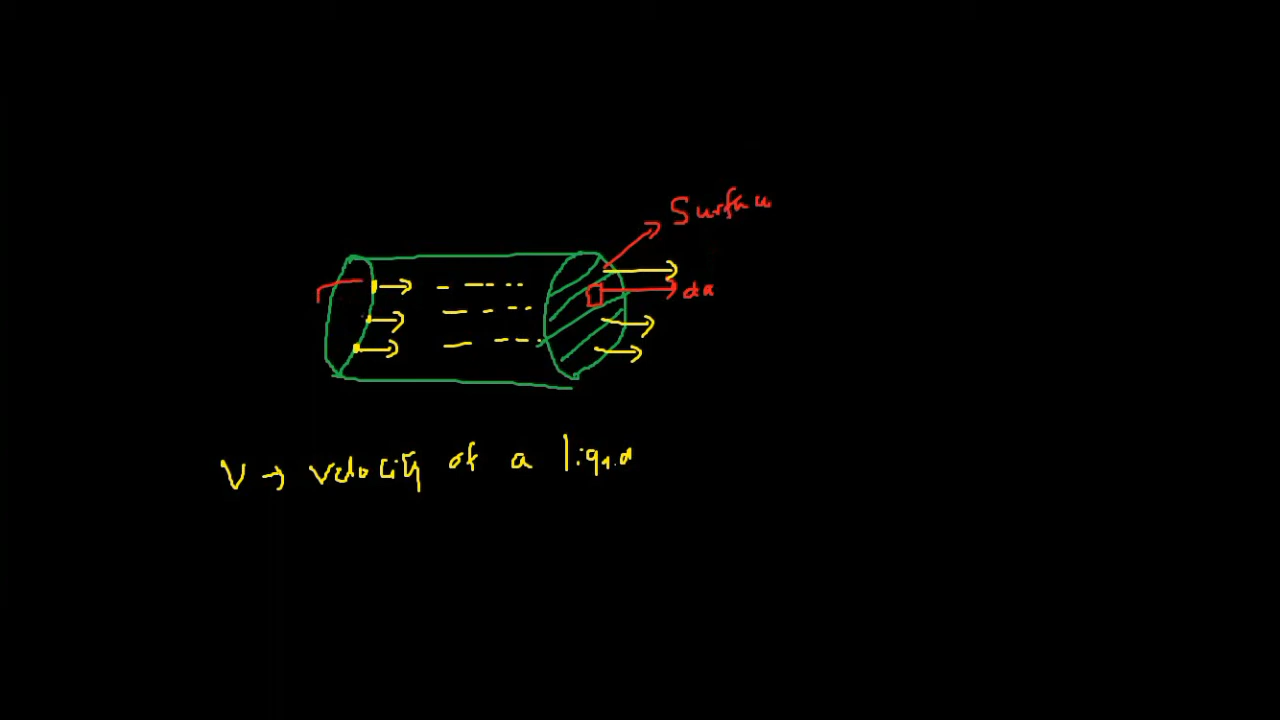 Surface
da
V → velocity of a liquid